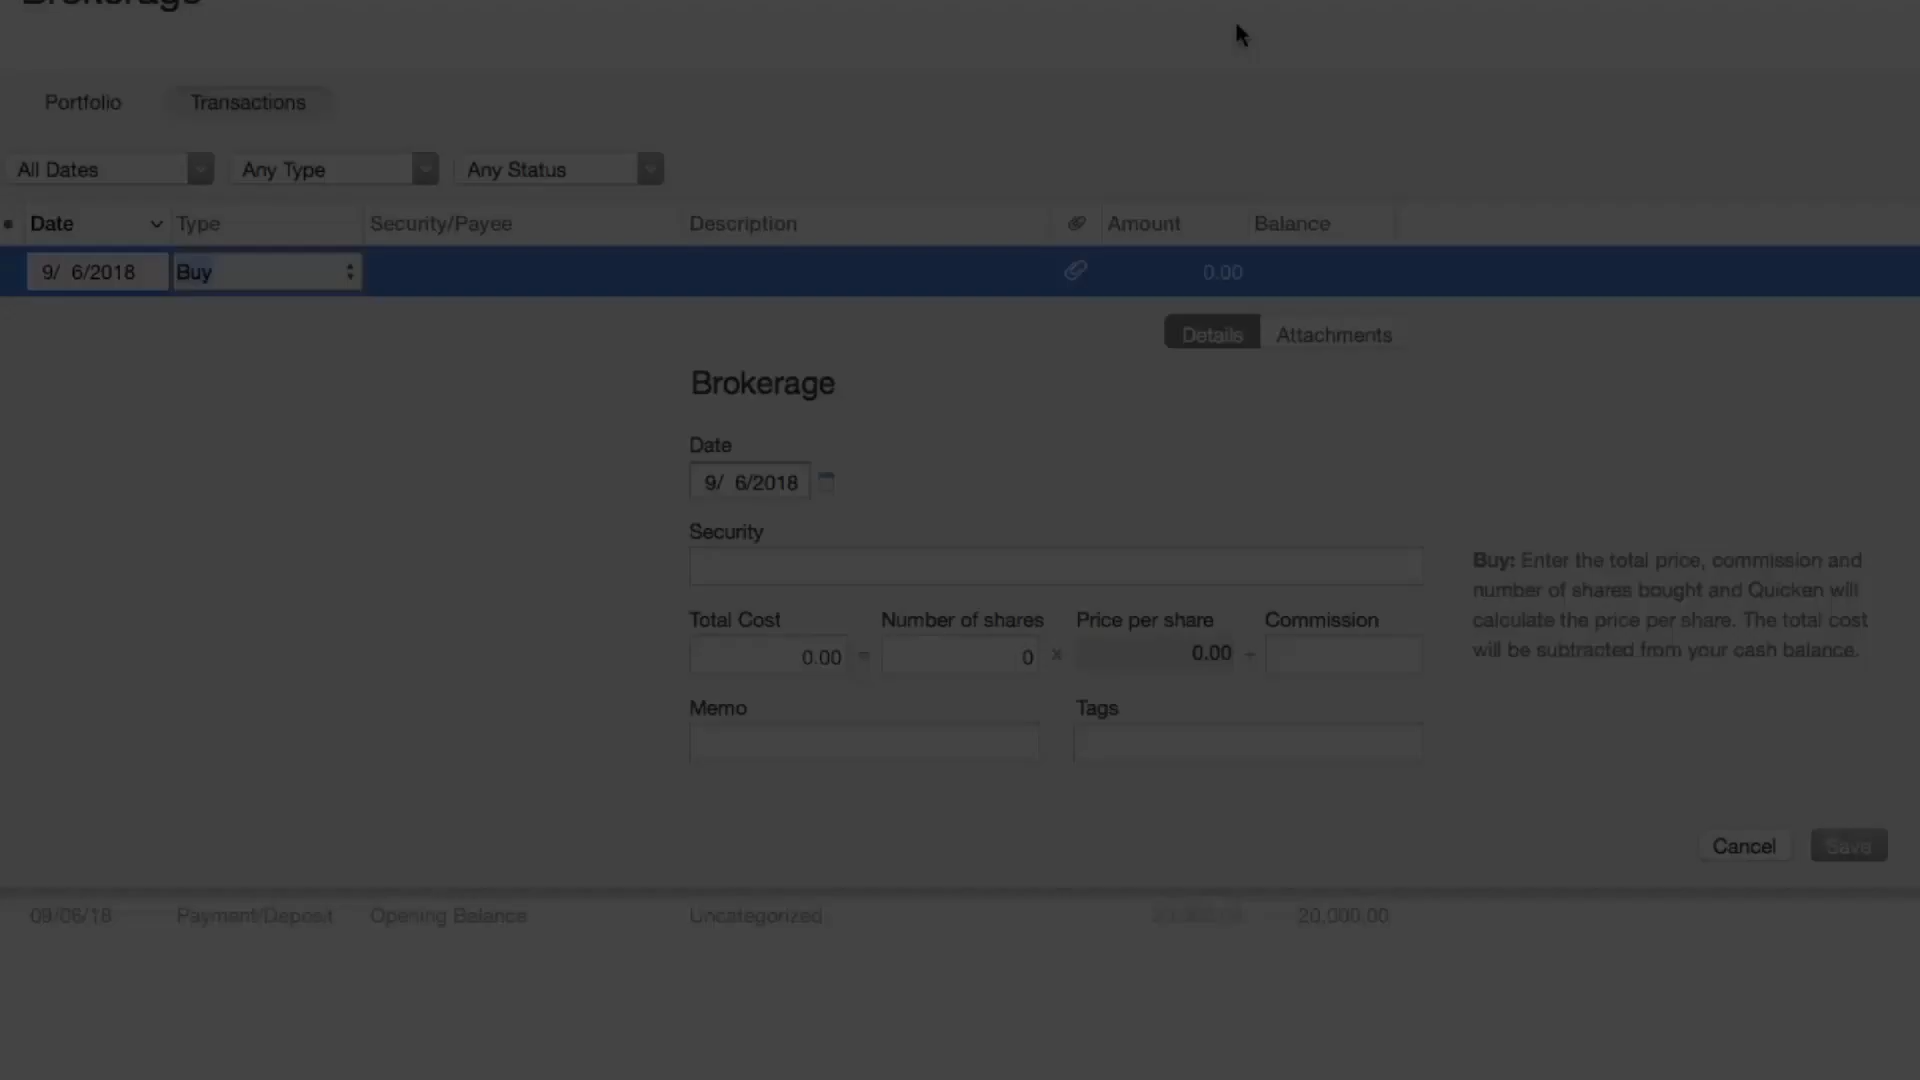 Brokerage
Portfolio Transactions
All Dates Any Type Any Status
Date Type Security/Payee Description Amount Balance
9/ 6/2018 Buy 0.00
Details Attachments
Brokerage
Date
9/ 6/2018
Security
Buy: Enter the total price, commission and
number of shares bought and Quicken will
calculate the price per share. The total cost
will be subtracted from your cash balance.
Total Cost Number of shares Price per share Commission
0.00 = 0 x 0.00 +
Memo Tags
Cancel Save
09/06/18 Payment/Deposit Opening Balance Uncategorized 20,000.00